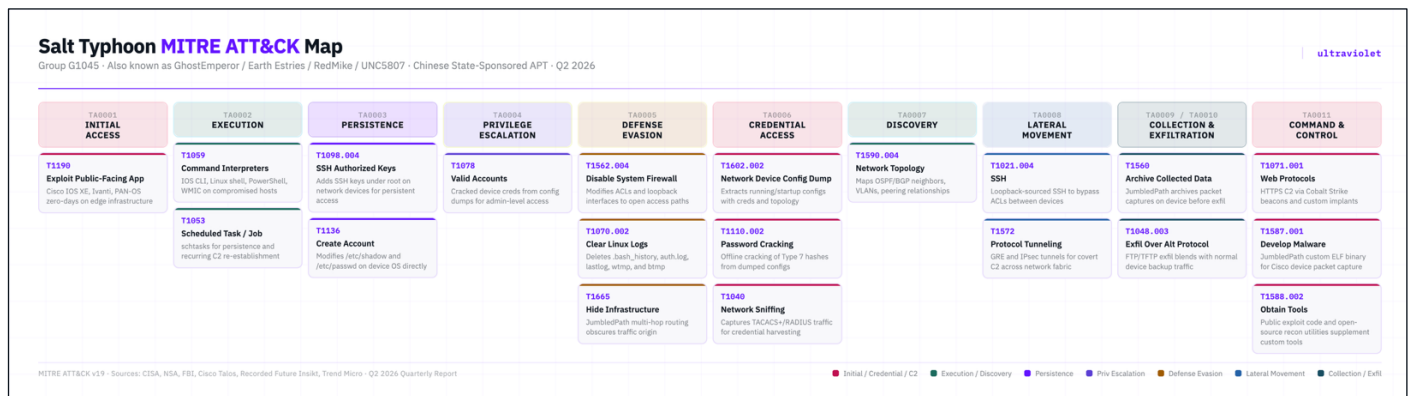 Salt Typhoon MITRE ATT&CK Map
Group G1045 · Also known as GhostEmperor / Earth Estries / RedMike / UNC5807 · Chinese State-Sponsored APT · Q2 2026
ultraviolet
TA0001
INITIAL
ACCESS
T1190
Exploit Public-Facing App
Cisco IOS XE, Ivanti, PAN-OS
zero-days on edge infrastructure
TA0002
EXECUTION
T1059
Command Interpreters
IOS CLI, Linux shell, PowerShell,
WMIC on compromised hosts
T1053
Scheduled Task / Job
schtasks for persistence and
recurring C2 re-establishment
TA0003
PERSISTENCE
T1098.004
SSH Authorized Keys
Adds SSH keys under root on
network devices for persistent
access
T1136
Create Account
Modifies /etc/shadow and
/etc/passwd on device OS directly
TA0004
PRIVILEGE
ESCALATION
T1078
Valid Accounts
Cracked device creds from config
dumps for admin-level access
TA0005
DEFENSE
EVASION
T1562.004
Disable System Firewall
Modifies ACLs and loopback
interfaces to open access paths
T1070.002
Clear Linux Logs
Deletes .bash_history, auth.log,
lastlog, wtmp, and btmp
T1665
Hide Infrastructure
JumbledPath multi-hop routing
obscures traffic origin
TA0006
CREDENTIAL
ACCESS
T1602.002
Network Device Config Dump
Extracts running/startup configs
with creds and topology
T1110.002
Password Cracking
Offline cracking of Type 7 hashes
from dumped configs
T1040
Network Sniffing
Captures TACACS+/RADIUS traffic
for credential harvesting
TA0007
DISCOVERY
T1590.004
Network Topology
Maps OSPF/BGP neighbors,
VLANs, peering relationships
TA0008
LATERAL
MOVEMENT
T1021.004
SSH
Loopback-sourced SSH to bypass
ACLs between devices
T1572
Protocol Tunneling
GRE and IPsec tunnels for covert
C2 across network fabric
TA0009 / TA0010
COLLECTION &
EXFILTRATION
T1560
Archive Collected Data
JumbledPath archives packet
captures on device before exfil
T1048.003
Exfil Over Alt Protocol
FTP/TFTP exfil blends with normal
device backup traffic
TA0011
COMMAND &
CONTROL
T1071.001
Web Protocols
HTTPS C2 via Cobalt Strike
beacons and custom implants
T1587.001
Develop Malware
JumbledPath custom ELF binary
for Cisco device packet capture
T1588.002
Obtain Tools
Public exploit code and open-
source recon utilities supplement
custom tools
MITRE ATT&CK v19 · Sources: CISA, NSA, FBI, Cisco Talos, Recorded Future Insikt, Trend Micro · Q2 2026 Quarterly Report
Initial / Credential / C2
Execution / Discovery
Persistence
Priv Escalation
Defense Evasion
Lateral Movement
Collection / Exfil